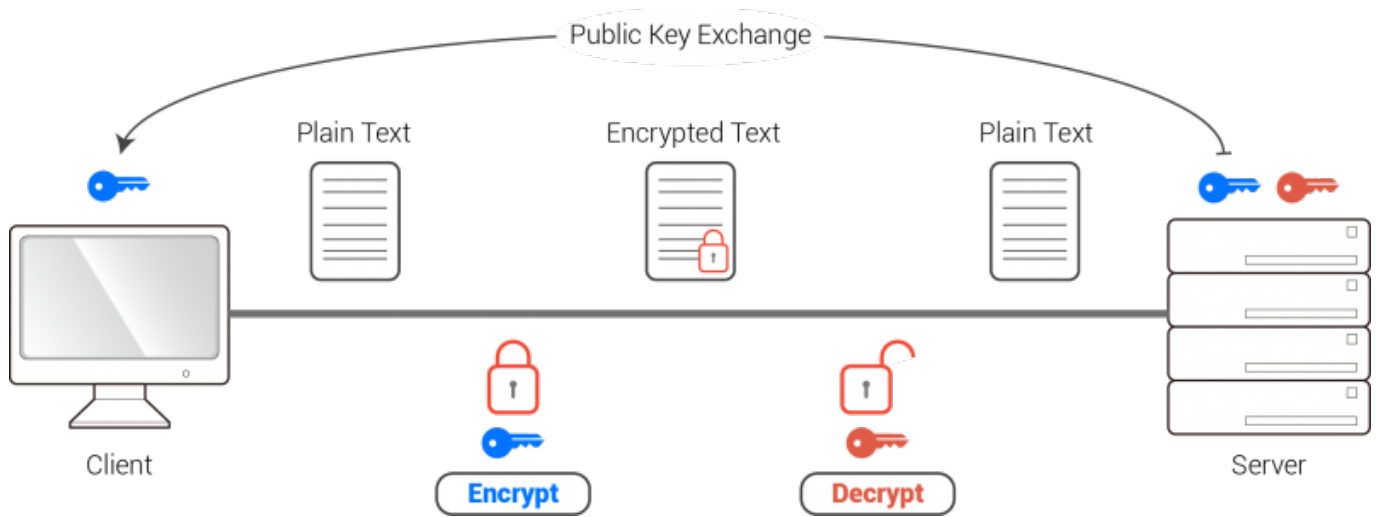 Public Key Exchange
Plain Text
Encrypted Text
Plain Text
Client
Server
Encrypt
Decrypt